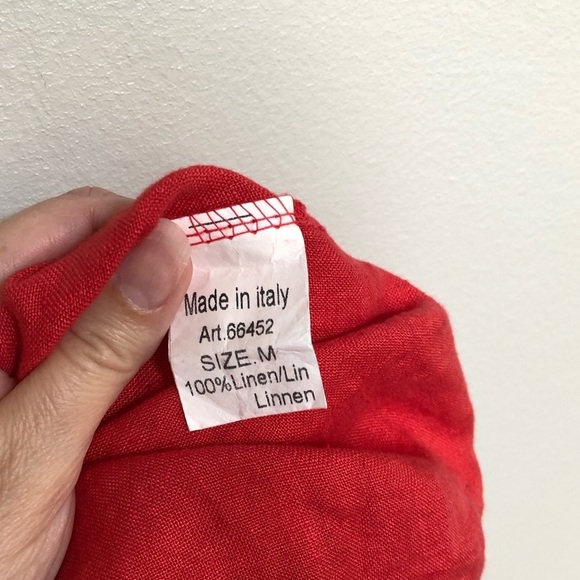 Made in italy
Art.66452
SIZE.M
100%Linen/Lin
Linnen